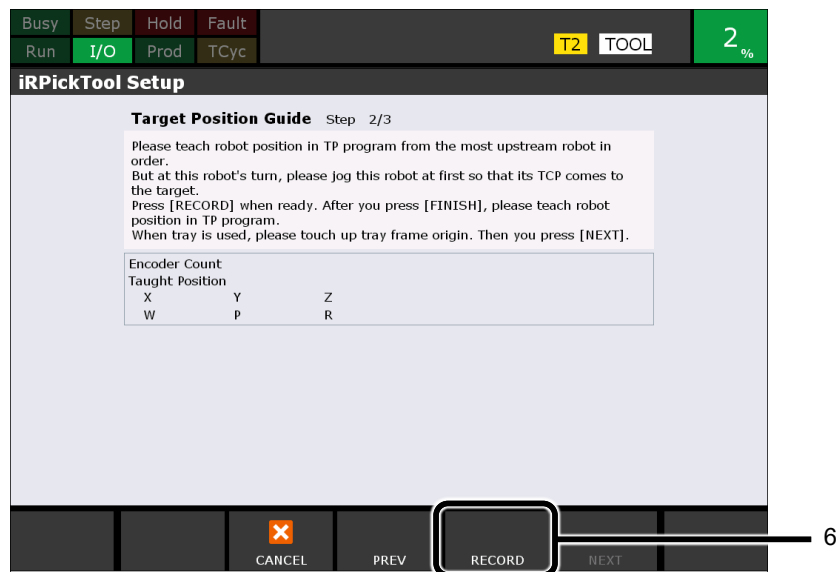 Busy Step Hold Fault
Run I/O Prod TCyc
T2 TOOL
2 %
iRPickTool Setup
Target Position Guide Step 2/3
Please teach robot position in TP program from the most upstream robot in
order.
But at this robot's turn, please jog this robot at first so that its TCP comes to
the target.
Press [RECORD] when ready. After you press [FINISH], please teach robot
position in TP program.
When tray is used, please touch up tray frame origin. Then you press [NEXT].
Encoder Count
Taught Position
X Y Z
W P R
6
CANCEL PREV RECORD NEXT